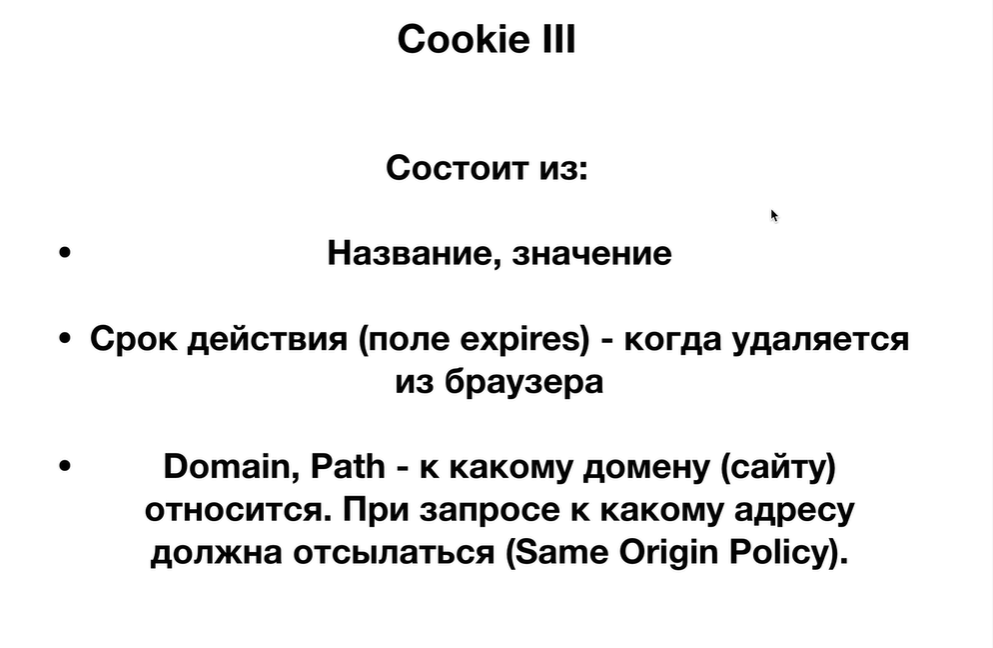 Cookie III
Состоит из:
• Название, значение
• Срок действия (поле expires) - когда удаляется
из браузера
• Domain, Path - к какому домену (сайту)
относится. При запросе к какому адресу
должна отсылаться (Same Origin Policy).